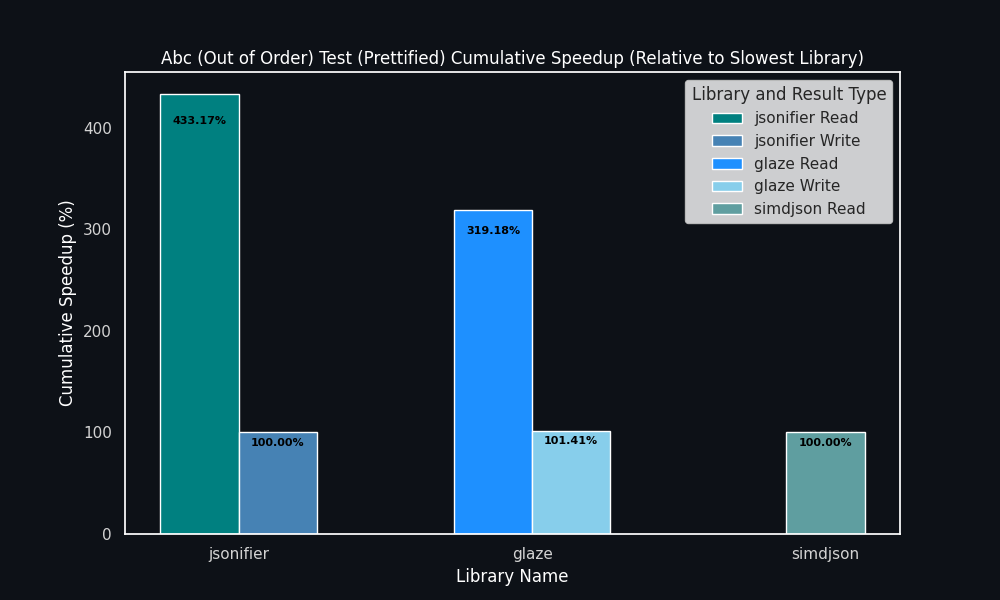 Abc (Out of Order) Test (Prettified) Cumulative Speedup (Relative to Slowest Library)
Library and Result Type
jsonifier Read
jsonifier Write
glaze Read
glaze Write
simdjson Read
Cumulative Speedup (%)
400
300
200
100
0
433.17%
100.00%
319.18%
101.41%
100.00%
jsonifier
glaze
simdjson
Library Name